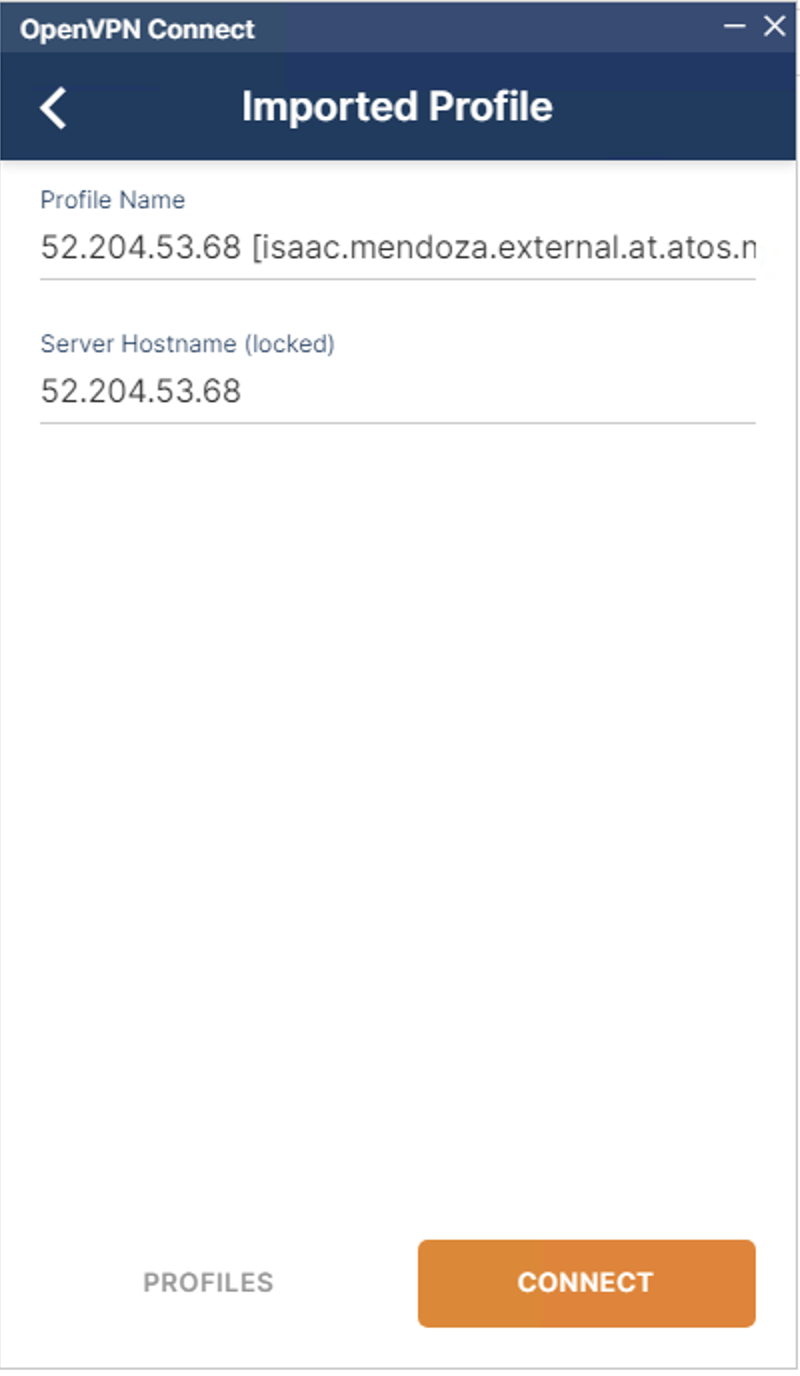 OpenVPN Connect
Imported Profile
Profile Name
52.204.53.68 [isaac.mendoza.external.at.atos.n
Server Hostname (locked)
52.204.53.68
PROFILES
CONNECT